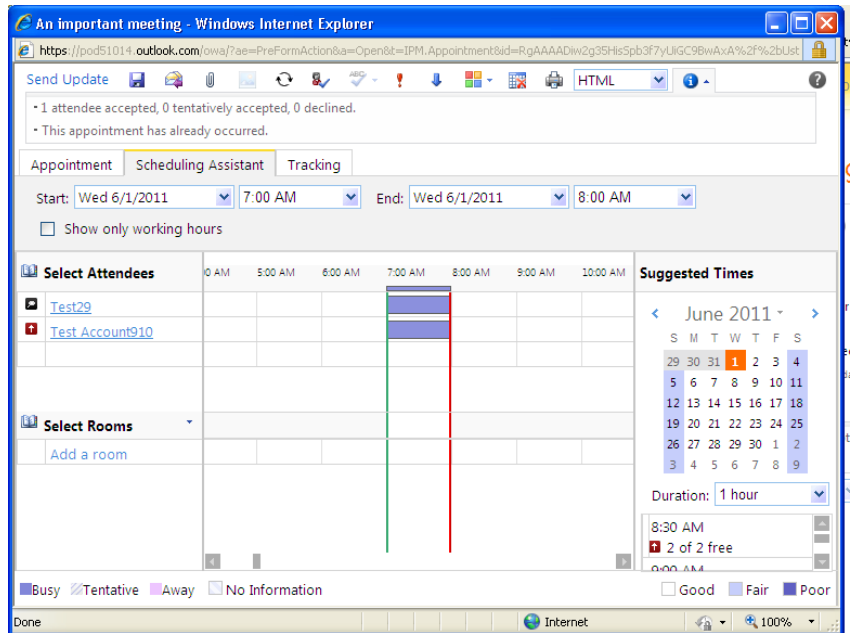 An important meeting - Windows Internet Explorer
https://pod51014.outlook.com/owa/?ae=PreFormAction&a=Open&t=IPM.Appointment&id=RgAAAADiw2g35HisSpb3f7yUiGC9BwAxA%2f%2bUst
Send Update HTML
- 1 attendee accepted, 0 tentatively accepted, 0 declined.
- This appointment has already occurred.
Appointment Scheduling Assistant Tracking
Start: Wed 6/1/2011 7:00 AM End: Wed 6/1/2011 8:00 AM
Show only working hours
Select Attendees 0 AM 5:00 AM 6:00 AM 7:00 AM 8:00 AM 9:00 AM 10:00 AM
Test29
Test Account910
Select Rooms
Add a room
Suggested Times
June 2011
S M T W T F S
29 30 31 1 2 3 4
5 6 7 8 9 10 11
12 13 14 15 16 17 18
19 20 21 22 23 24 25
26 27 28 29 30 1 2
3 4 5 6 7 8 9
Duration: 1 hour
8:30 AM
2 of 2 free
9:00 AM
Busy Tentative Away No Information Good Fair Poor
Done Internet 100%